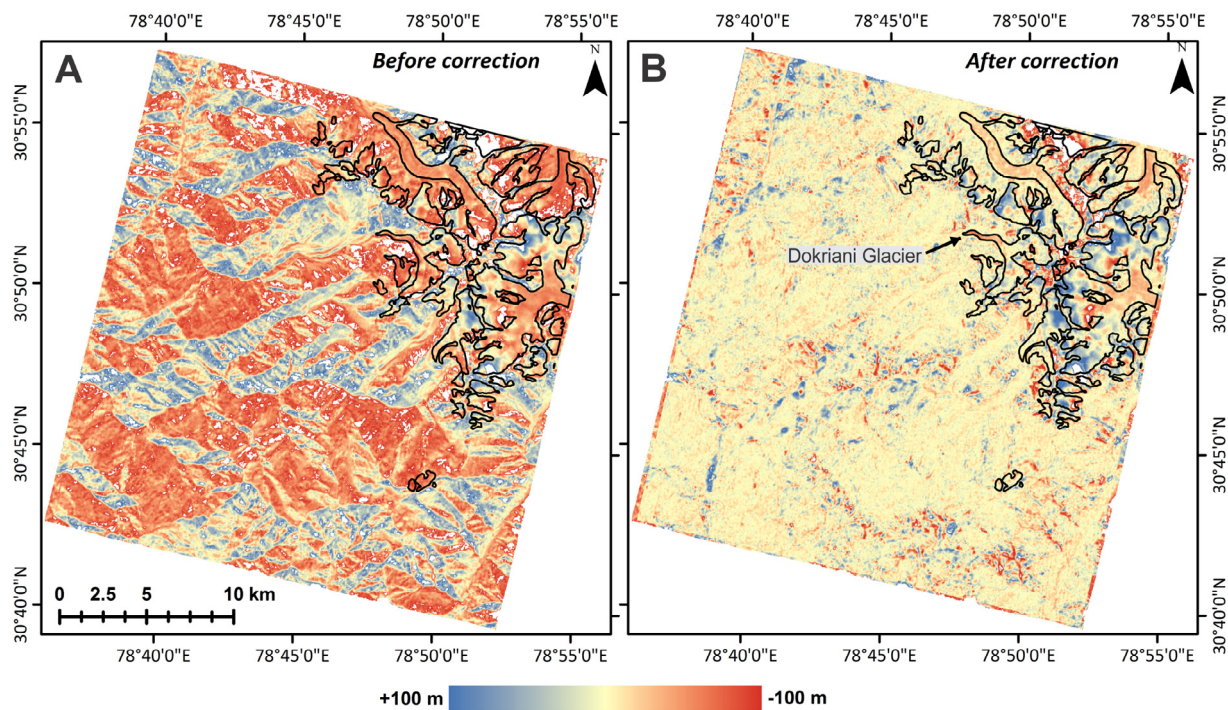 78°40'0"E 78°45'0"E 78°50'0"E 78°55'0"E 78°40'0"E 78°45'0"E 78°50'0"E 78°55'0"E
A Before correction N B After correction N
30°55'0"N 30°55'0"N
Dokriani Glacier
30°50'0"N 30°50'0"N
30°45'0"N 30°45'0"N
0 2.5 5 10 km
30°40'0"N 30°40'0"N
78°40'0"E 78°45'0"E 78°50'0"E 78°55'0"E 78°40'0"E 78°45'0"E 78°50'0"E 78°55'0"E
+100 m -100 m